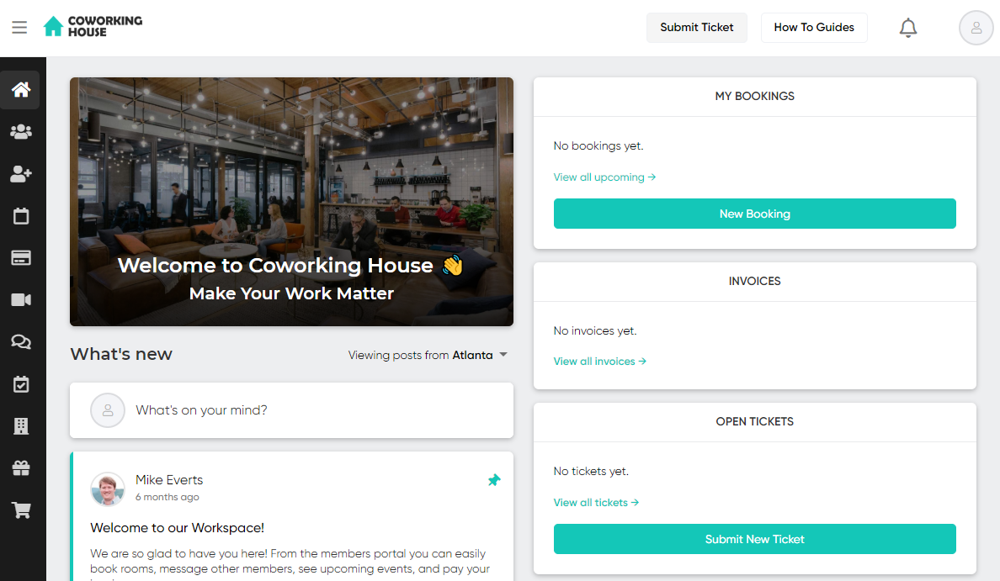 COWORKING
HOUSE
Submit Ticket
How To Guides
Welcome to Coworking House 👋
Make Your Work Matter
What's new
Viewing posts from Atlanta
What's on your mind?
Mike Everts
6 months ago
Welcome to our Workspace!
We are so glad to have you here! From the members portal you can easily
book rooms, message other members, see upcoming events, and pay your
MY BOOKINGS
No bookings yet.
View all upcoming →
New Booking
INVOICES
No invoices yet.
View all invoices →
OPEN TICKETS
No tickets yet.
View all tickets →
Submit New Ticket